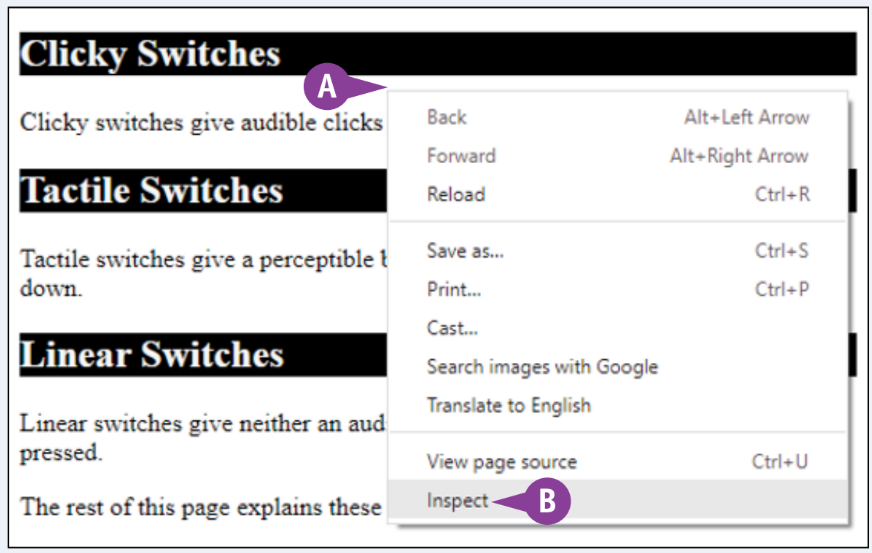 Clicky Switches
A
Clicky switches give audible clicks
Tactile Switches
Tactile switches give a perceptible
down.
Linear Switches
Linear switches give neither an
pressed.
The rest of this page explains these
Back Alt+Left Arrow
Forward Alt+Right Arrow
Reload Ctrl+R
Save as... Ctrl+S
Print... Ctrl+P
Cast...
Search images with Google
Translate to English
View page source Ctrl+U
Inspect B